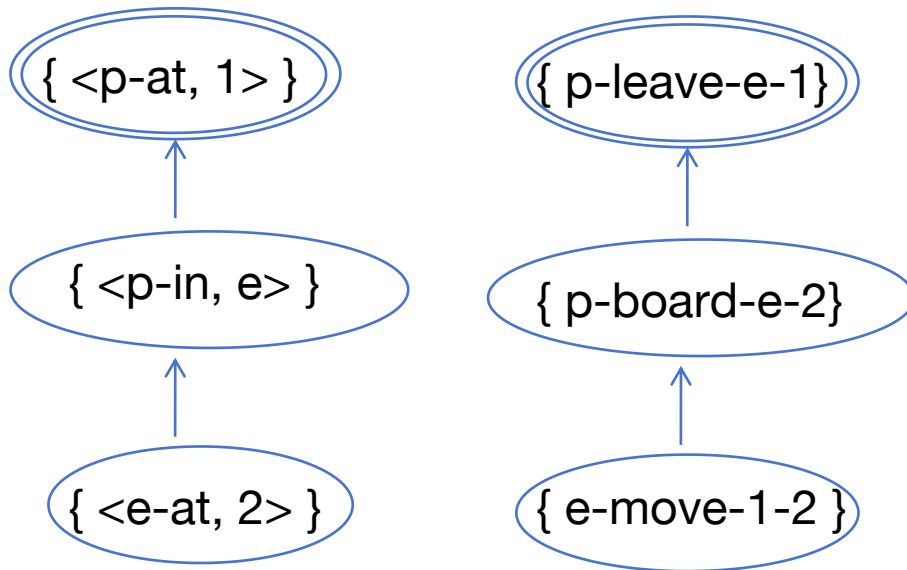 { <p-at, 1> }
{ p-leave-e-1}
{ <p-in, e> }
{ p-board-e-2}
{ <e-at, 2> }
{ e-move-1-2 }